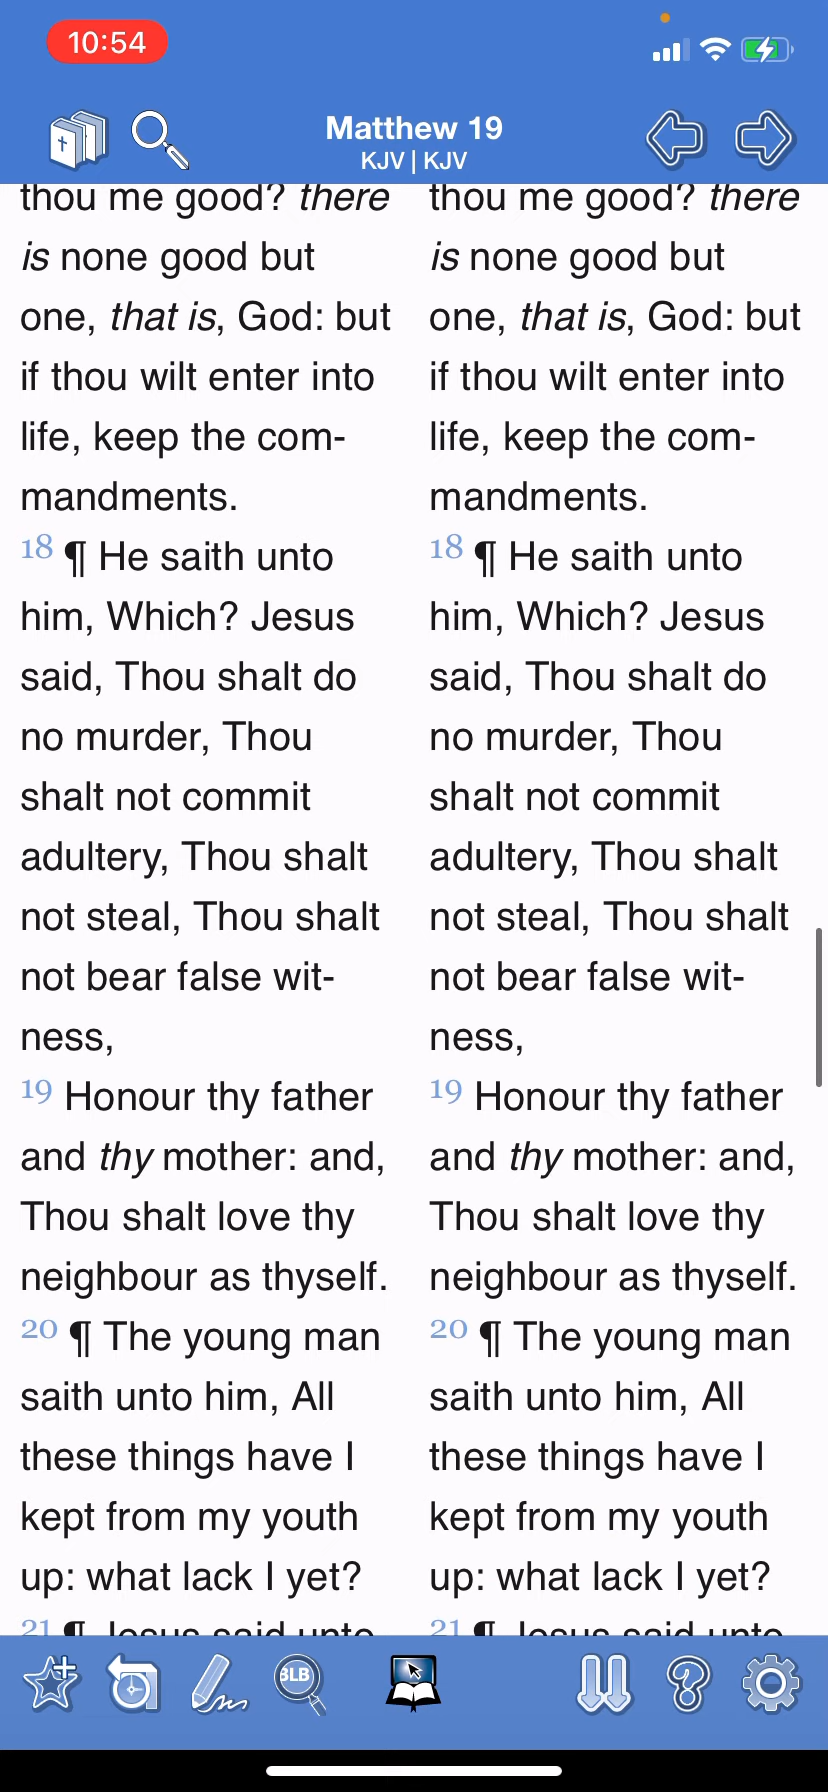 10:54
Matthew 19
KJV | KJV
thou me good? there
is none good but
one, that is, God: but
if thou wilt enter into
life, keep the com-
mandments.
18 ¶ He saith unto
him, Which? Jesus
said, Thou shalt do
no murder, Thou
shalt not commit
adultery, Thou shalt
not steal, Thou shalt
not bear false wit-
ness,
19 Honour thy father
and thy mother: and,
Thou shalt love thy
neighbour as thyself.
20 ¶ The young man
saith unto him, All
these things have I
kept from my youth
up: what lack I yet?
21 ¶ Jesus said unto
thou me good? there
is none good but
one, that is, God: but
if thou wilt enter into
life, keep the com-
mandments.
18 ¶ He saith unto
him, Which? Jesus
said, Thou shalt do
no murder, Thou
shalt not commit
adultery, Thou shalt
not steal, Thou shalt
not bear false wit-
ness,
19 Honour thy father
and thy mother: and,
Thou shalt love thy
neighbour as thyself.
20 ¶ The young man
saith unto him, All
these things have I
kept from my youth
up: what lack I yet?
21 ¶ Jesus said unto
BLB